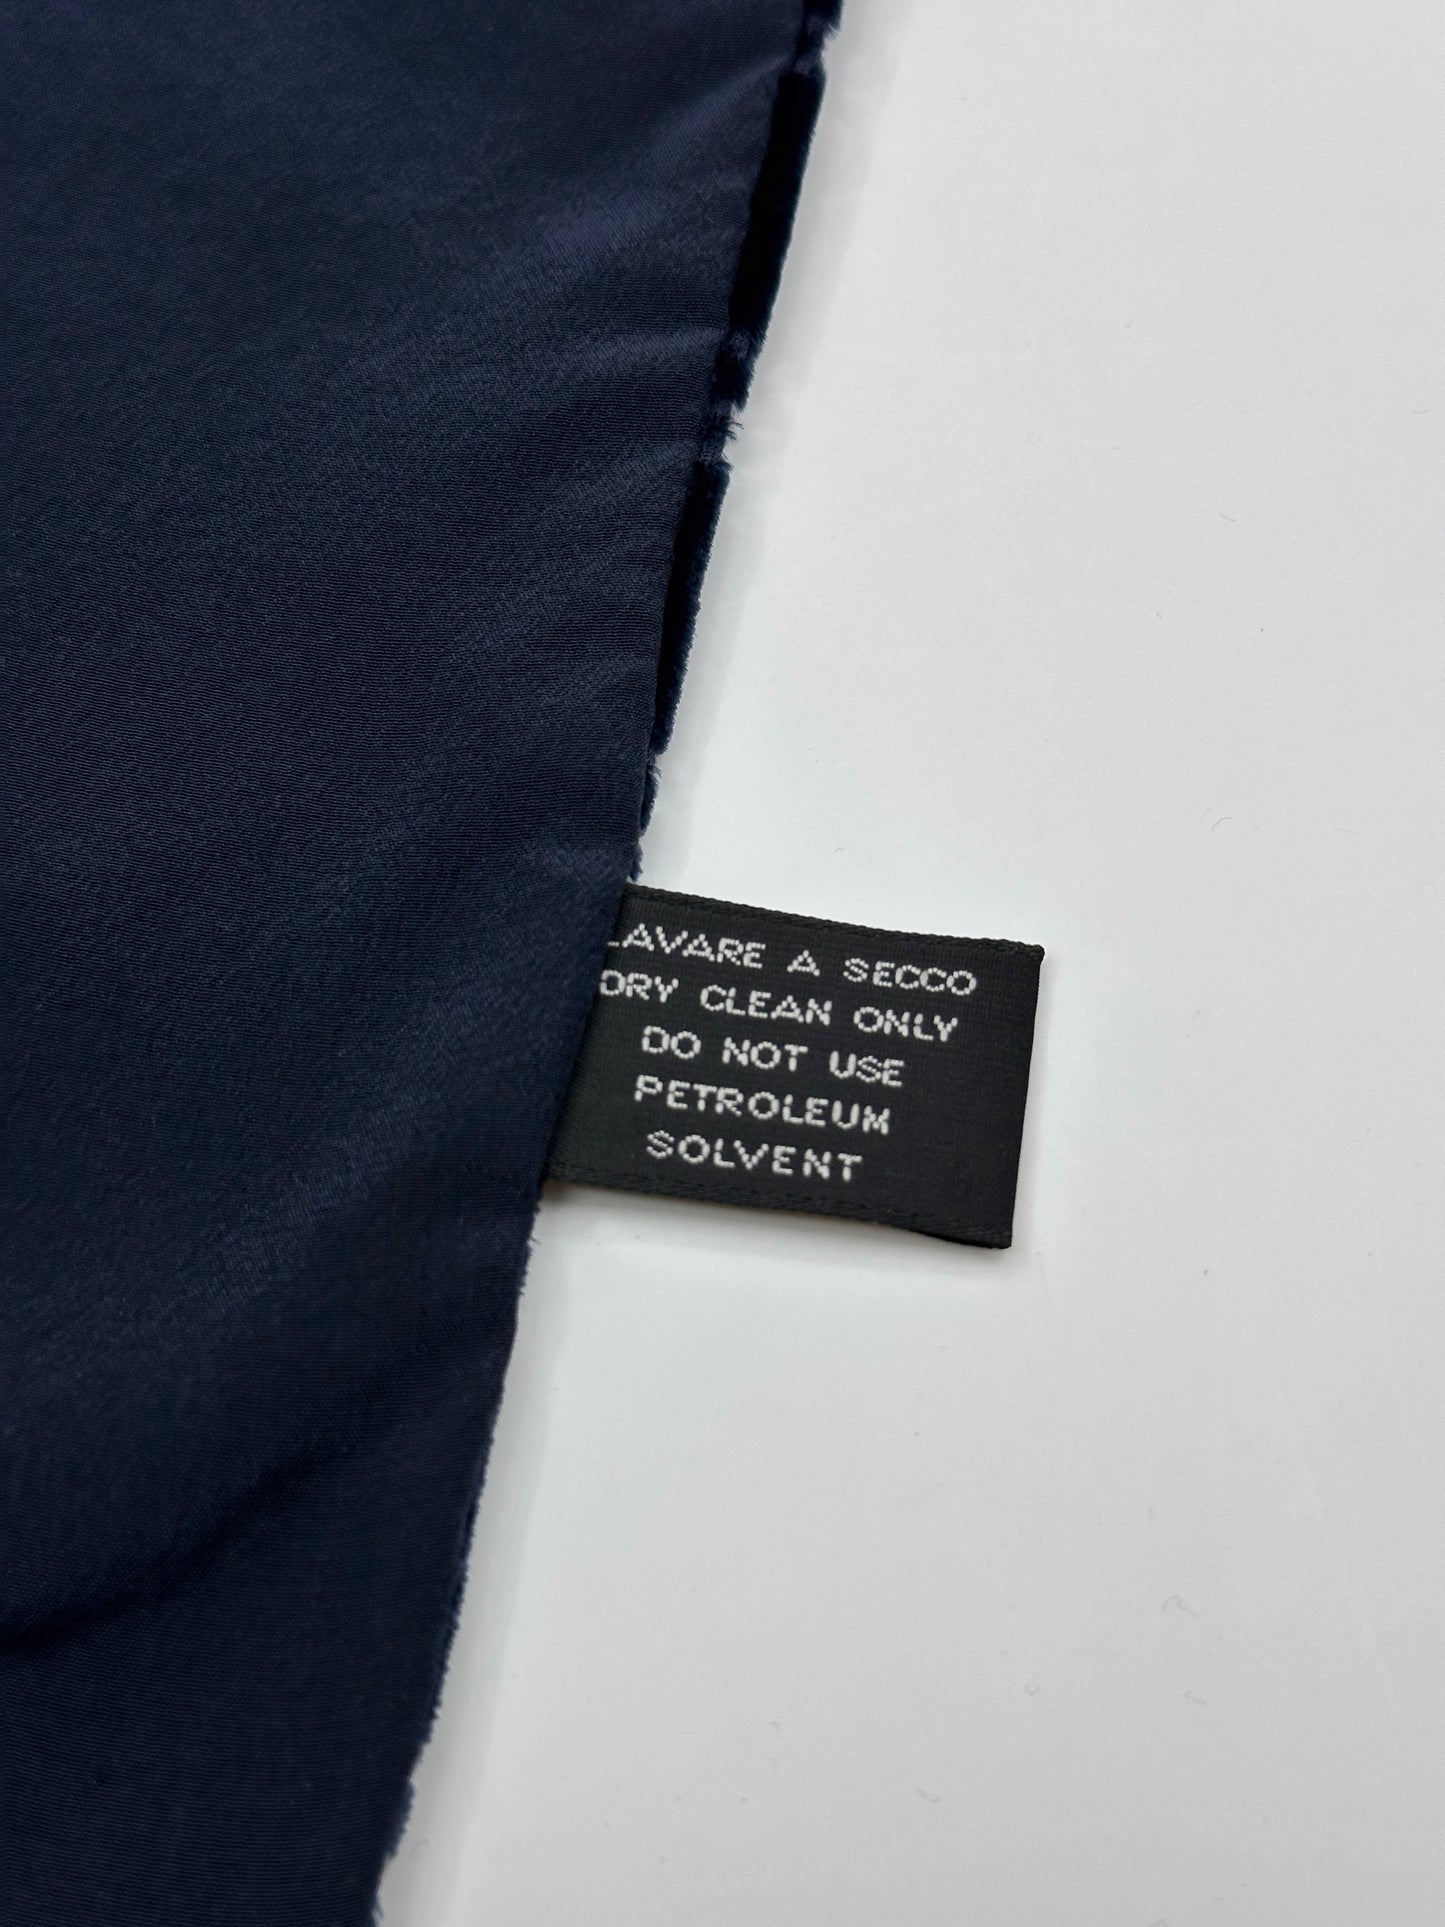 LAVARE A SECCO
DRY CLEAN ONLY
DO NOT USE
PETROLEUM
SOLVENT